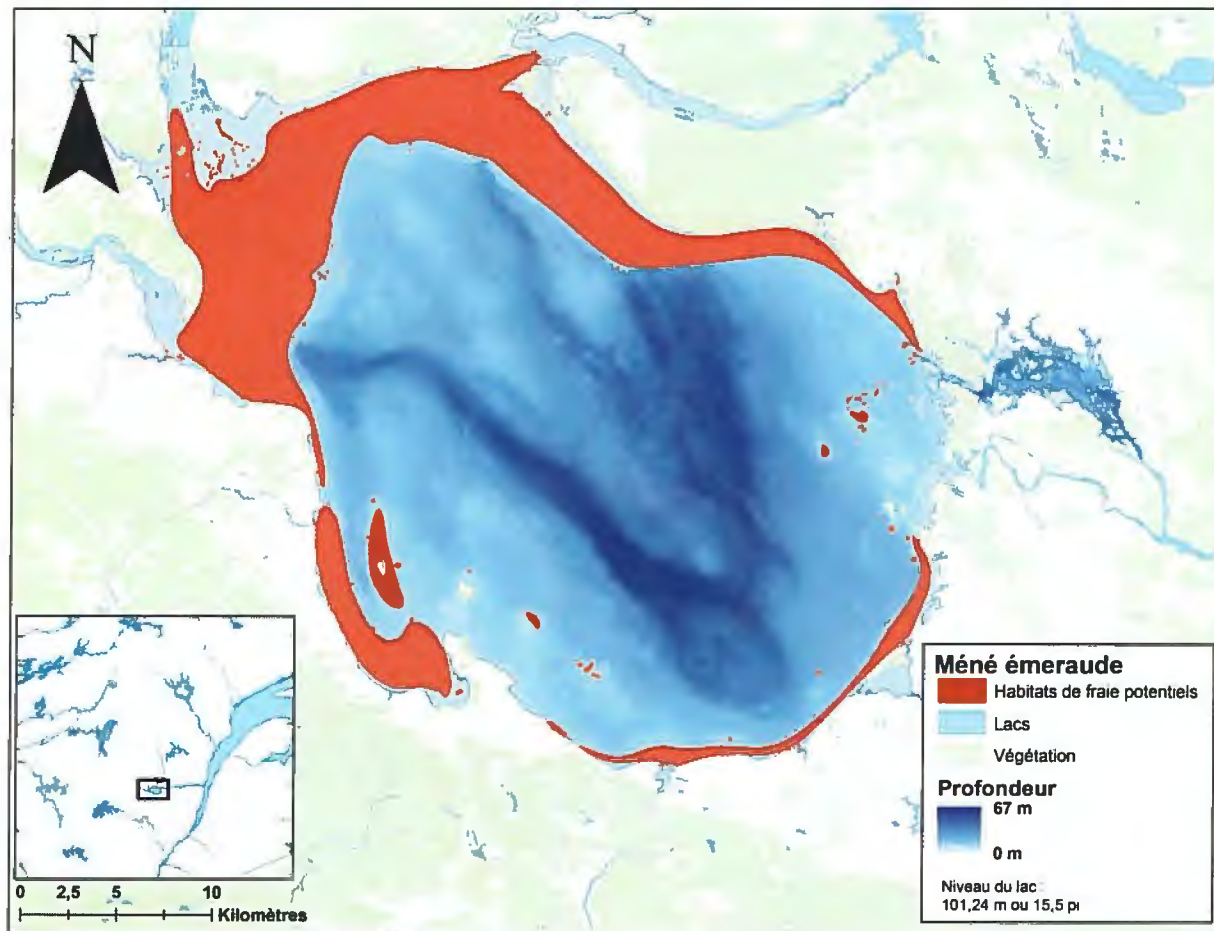 N
Méné émeraude
Habitats de fraie potentiels
Lacs
Végétation
Profondeur
67 m
0 m
Niveau du lac
101,24 m ou 15,5 pi
0 2,5 5 10
Kilomètres